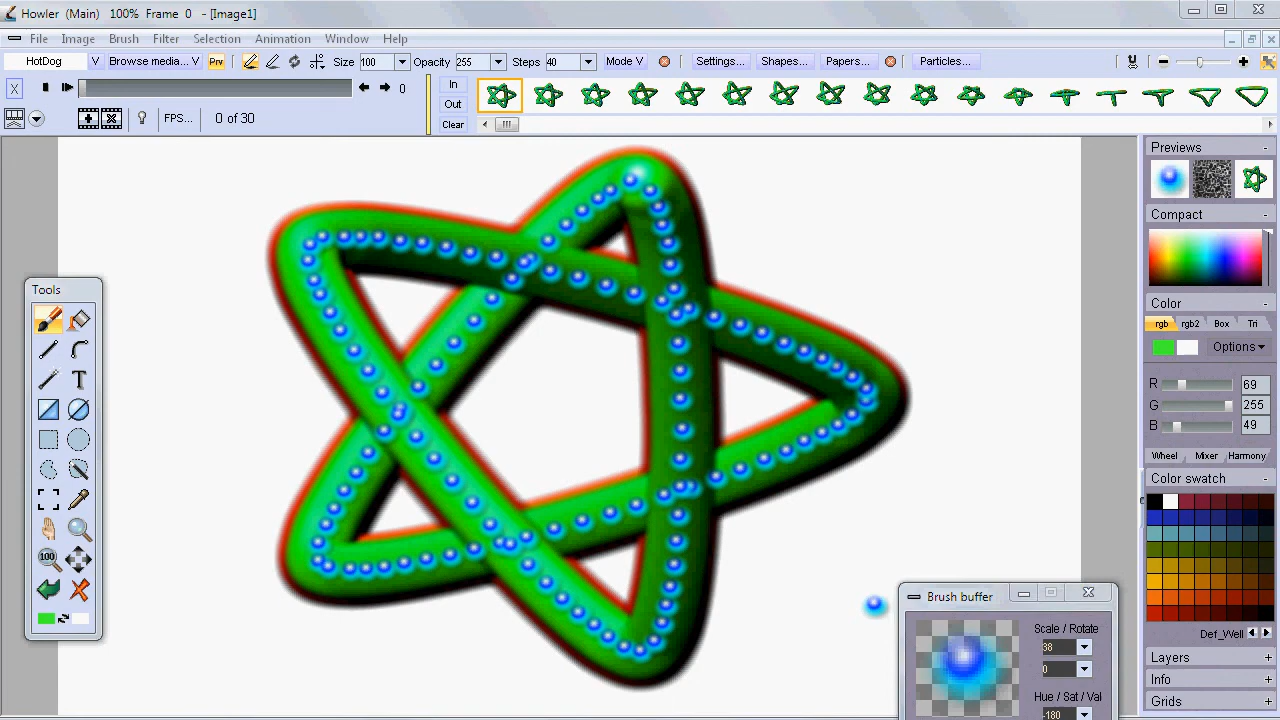 Howler (Main) 100% Frame 0 - [Image1]
File Image Brush Filter Selection Animation Window Help
HotDog V Browse media... V Prv Size 100 Opacity 255 Steps 40 Mode V Settings... Shapes... Papiers... Particles...
X 0 In
Out
FPS... 0 of 30 Clear
Previews -
Compact -
Color -
rgb rgb2 Box Tri
Options
R 69
G 255
B 49
Wheel Mixer Harmony
Color swatch -
Def_Well
Layers +
Info +
Grids +
Tools
T
100
Brush buffer
Scale / Rotate
38
0
Hue / Sat / Val
-180